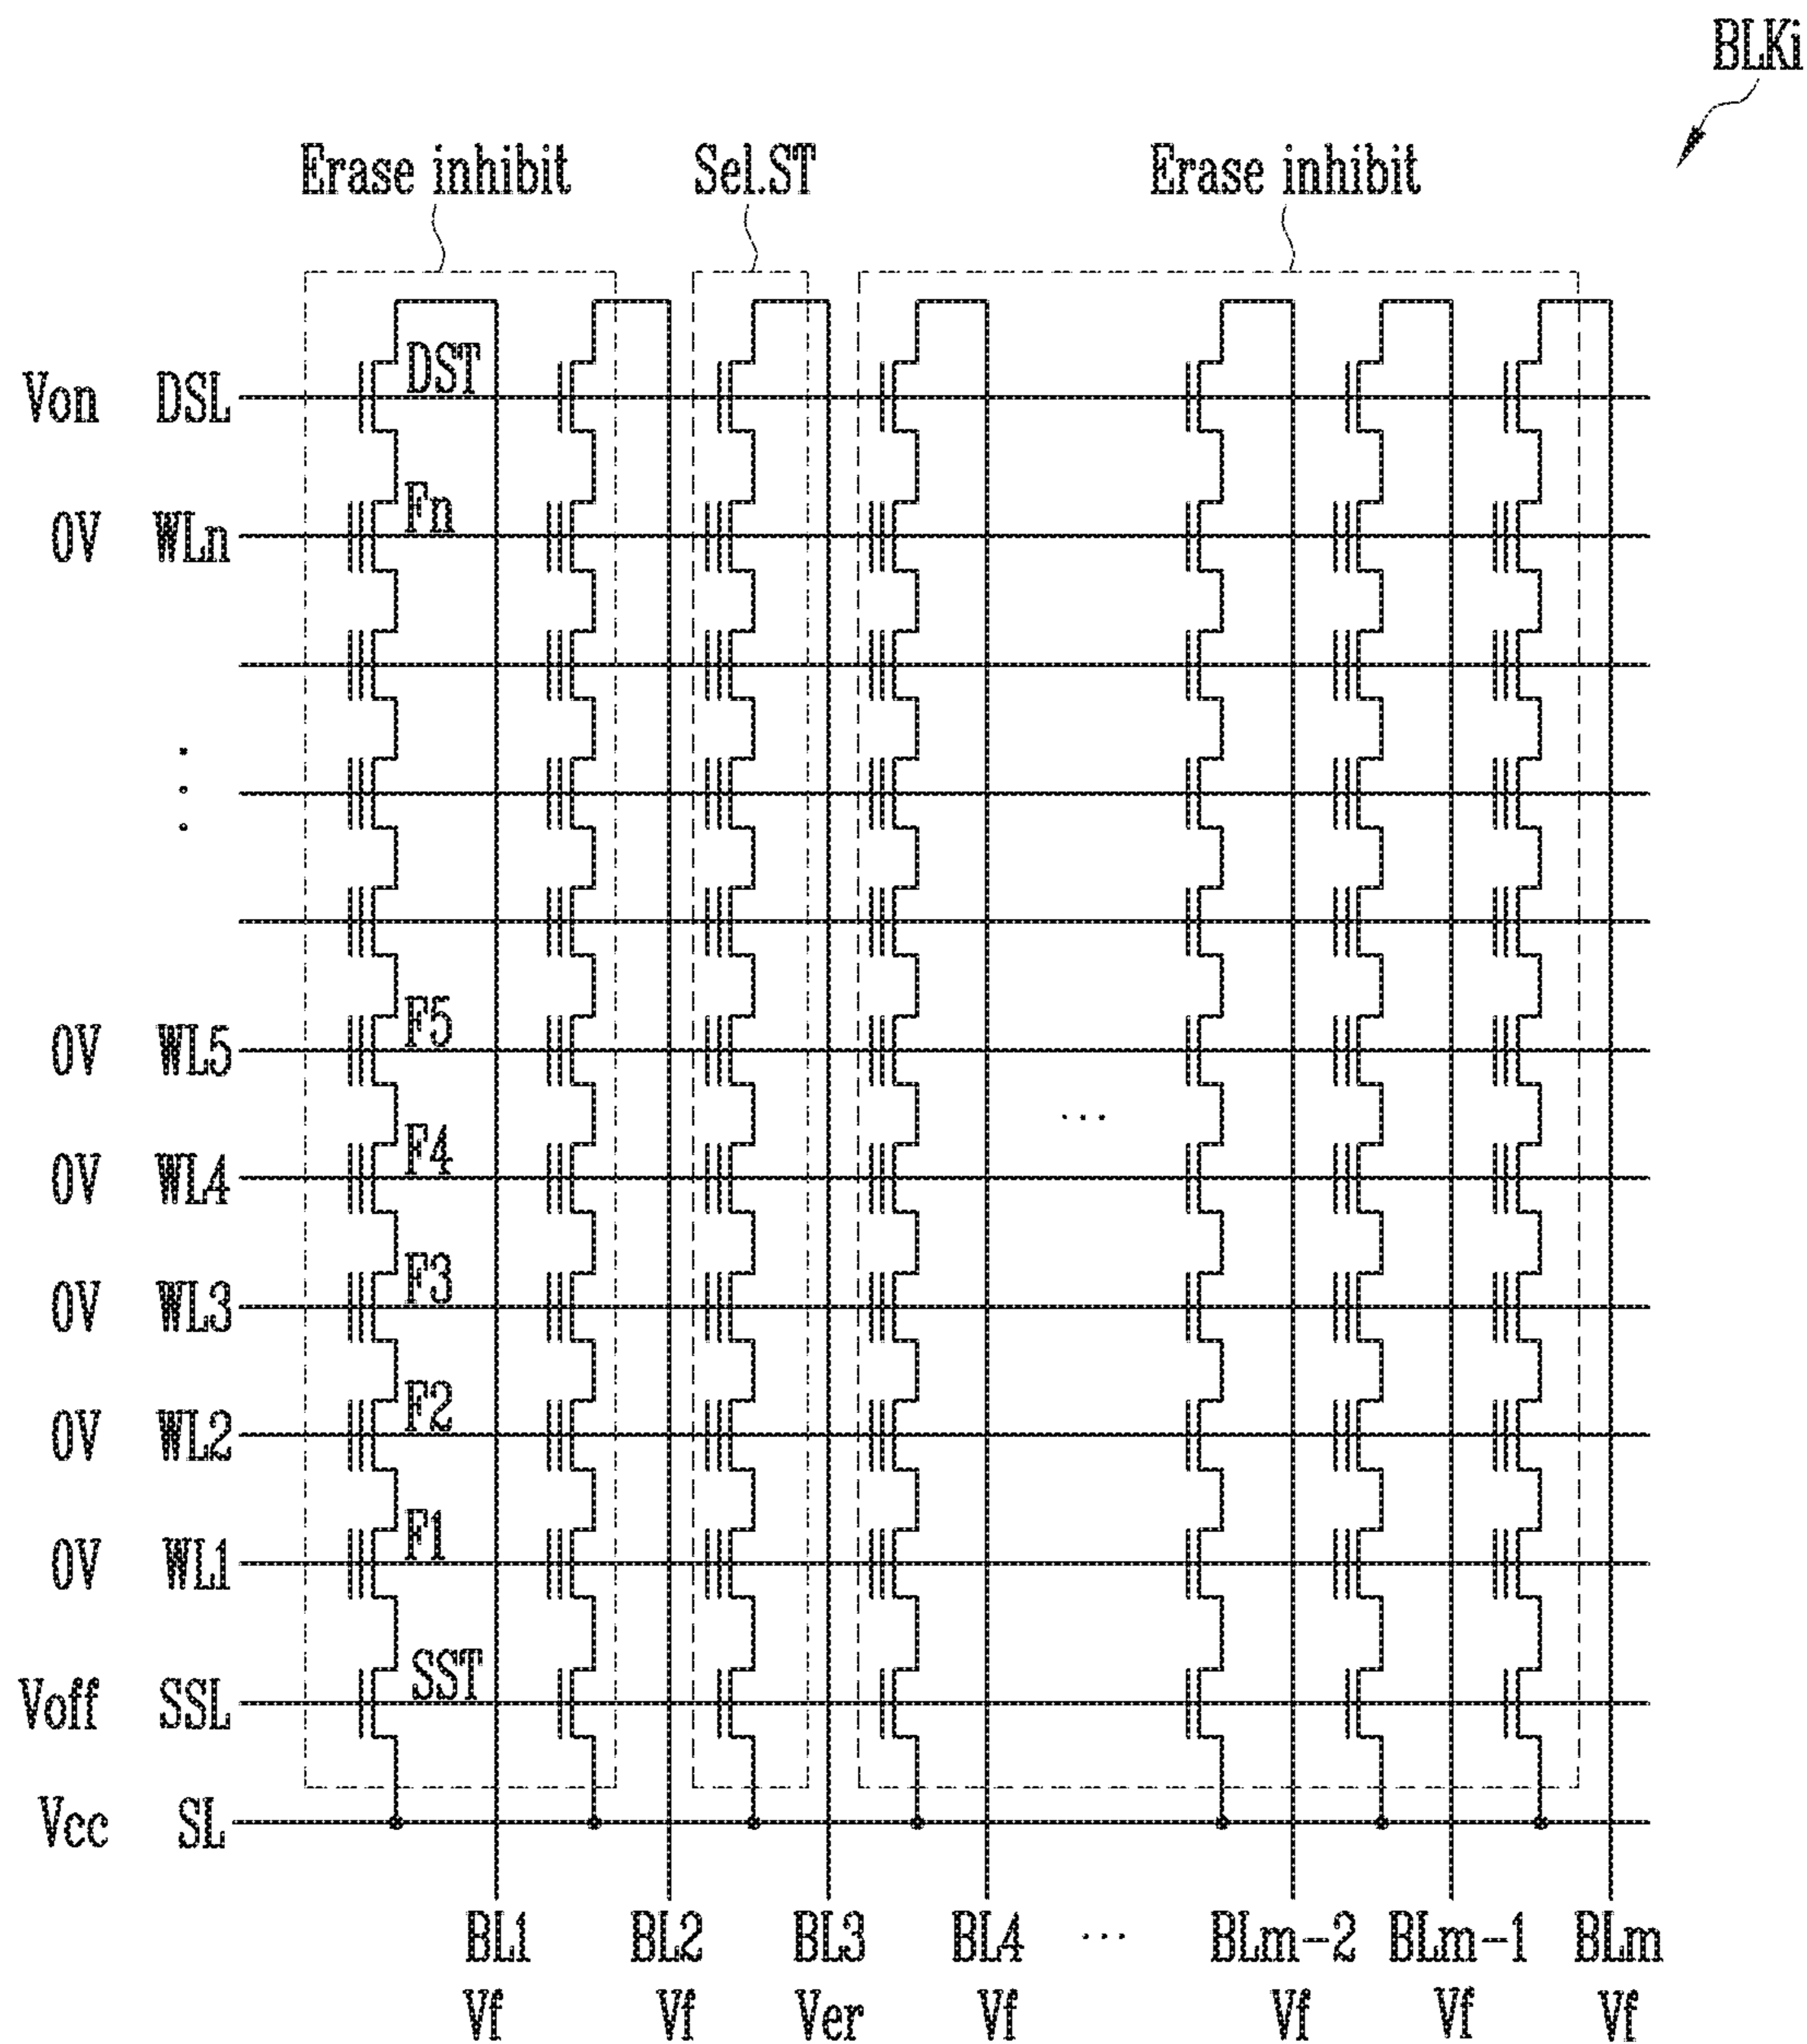 BLKi
Erase inhibit Sel.ST Erase inhibit
Von DSL DST
0V WLn Fn
⋮
0V WL5 F5
...
0V WL4 F4
0V WL3 F3
0V WL2 F2
0V WL1 F1
Voff SSL SST
Vcc SL
BL1 BL2 BL3 BL4 ... BLm-2 BLm-1 BLm
Vf Vf Ver Vf Vf Vf Vf